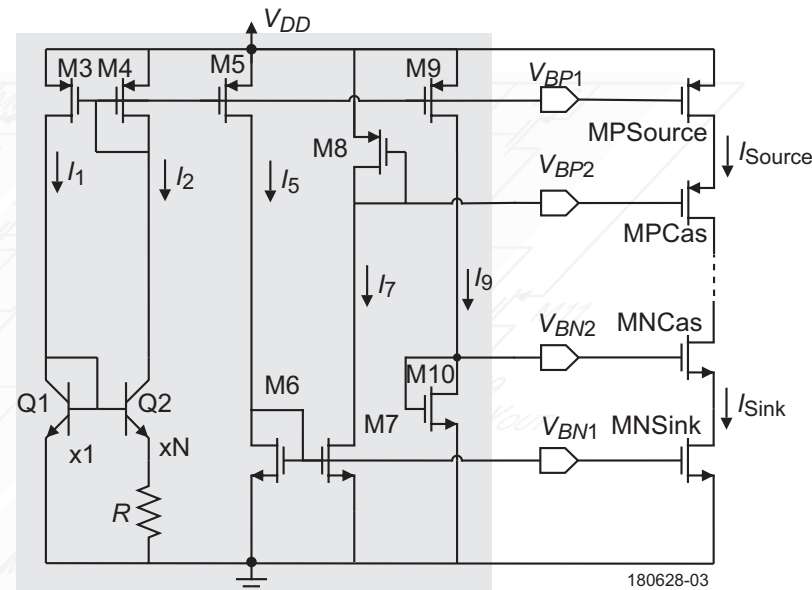 VDD
M3 M4 M5 M9 VBP1
MPSource
M8
I1 I2 I5 VBP2 ISource
MPCas
I7 I9
MNCas
VBN2
M10
M6
Q1 Q2 M7 VBN1 MNSink ISink
x1 xN
R
180628-03